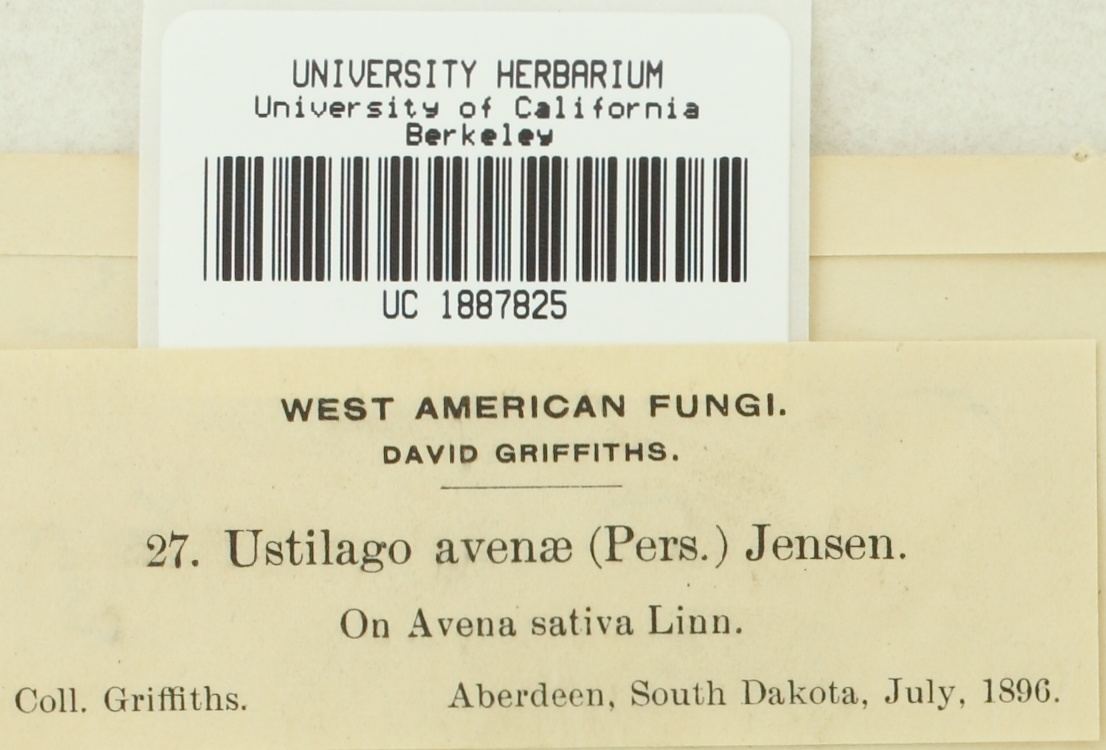 UNIVERSITY HERBARIUM
University of California
Berkeley
UC 1887825
WEST AMERICAN FUNGI.
DAVID GRIFFITHS.
27. Ustilago avenæ (Pers.) Jensen.
On Avena sativa Linn.
Coll. Griffiths. Aberdeen, South Dakota, July, 1896.